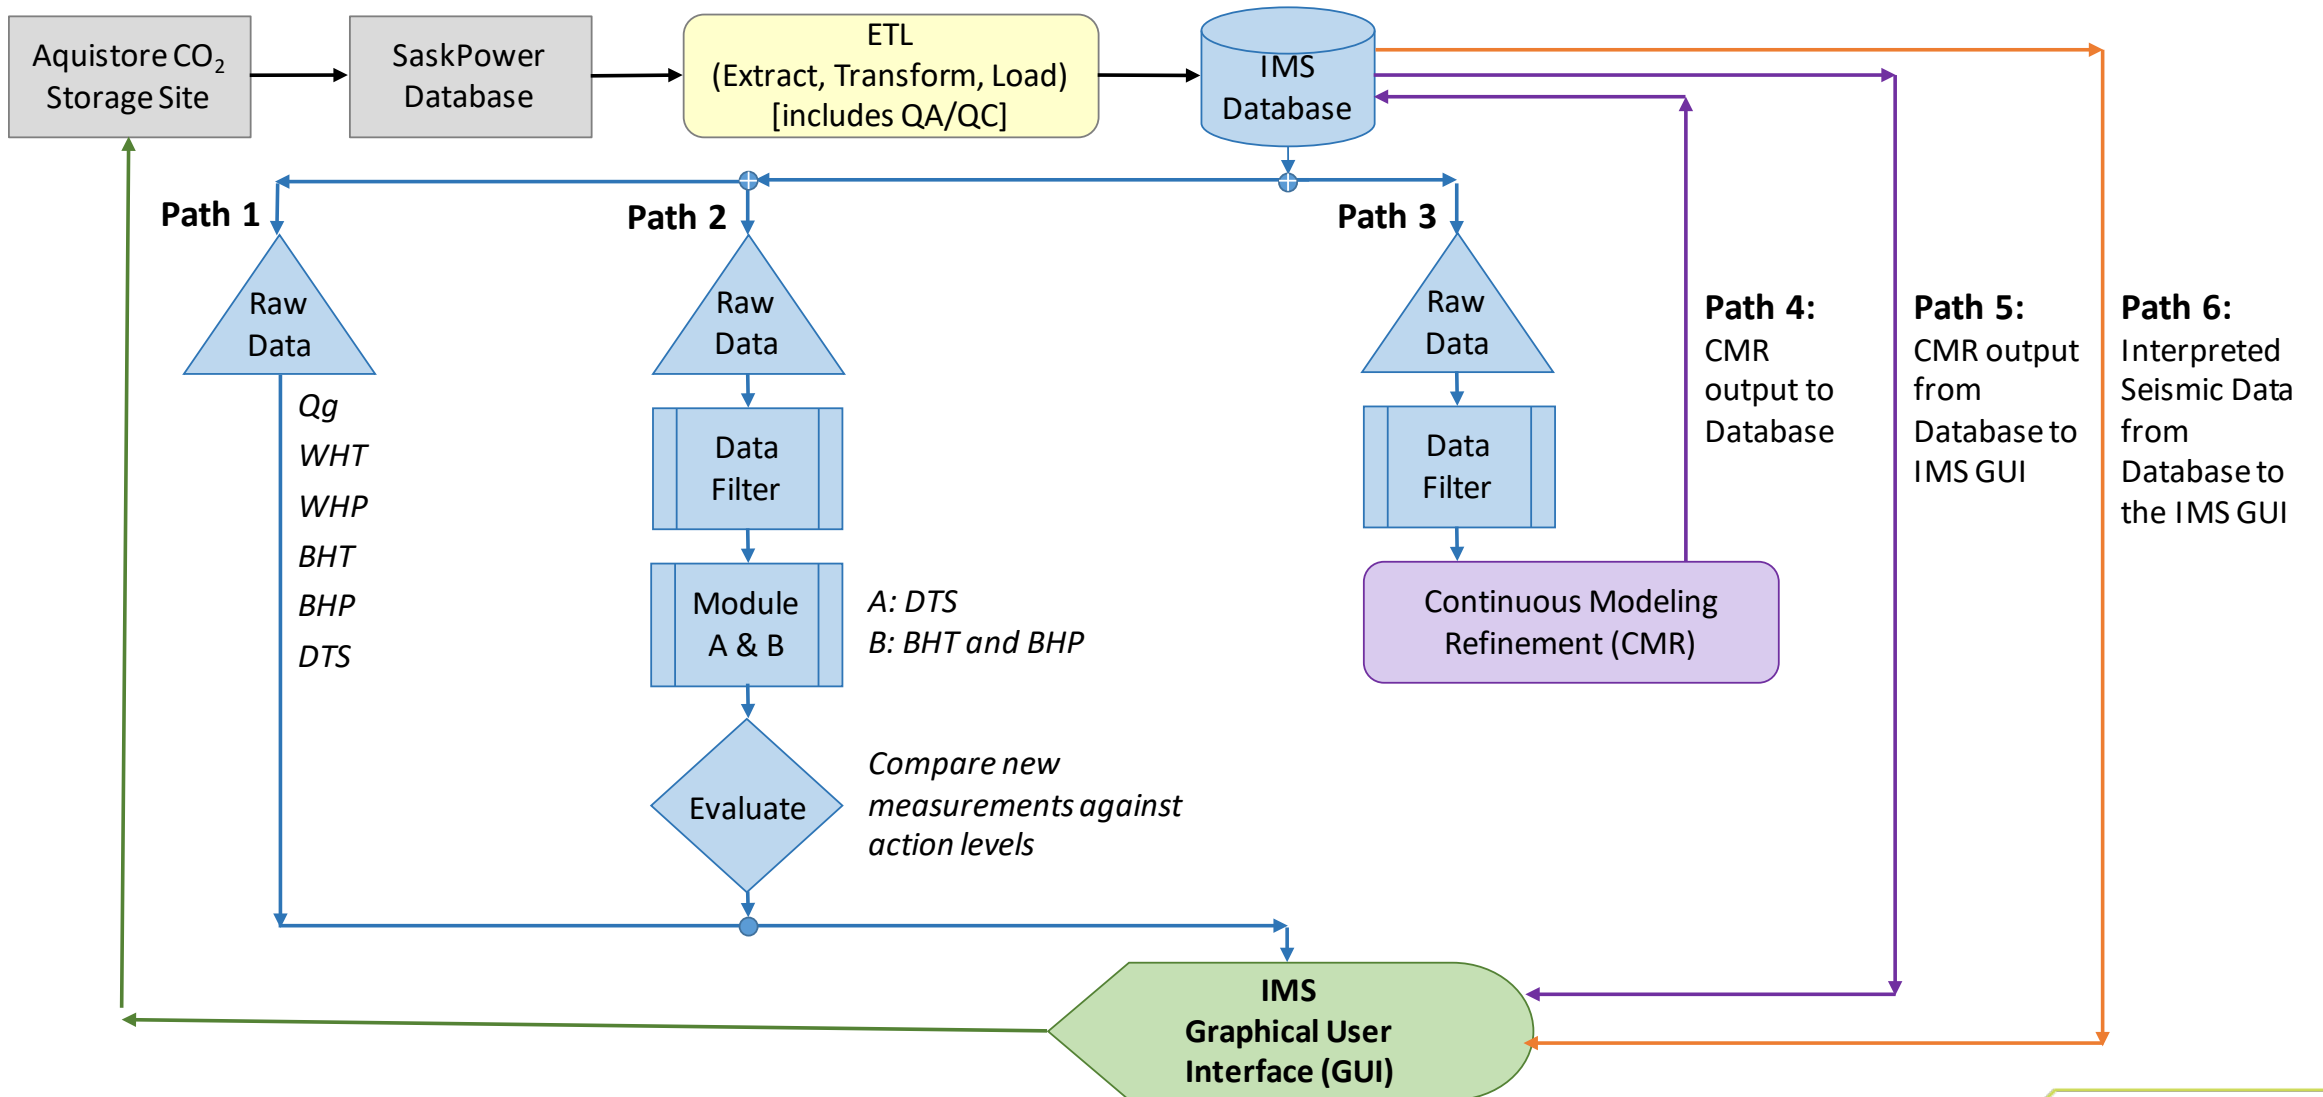 Aquistore CO₂
Storage Site
SaskPower
Database
ETL
(Extract, Transform, Load)
[includes QA/QC]
IMS
Database
Path 1
Raw
Data
Qg
WHT
WHP
BHT
BHP
DTS
Path 2
Raw
Data
Data
Filter
Module
A & B
A: DTS
B: BHT and BHP
Evaluate
Compare new
measurements against
action levels
Path 3
Raw
Data
Data
Filter
Continuous Modeling
Refinement (CMR)
Path 4:
CMR
output to
Database
Path 5:
CMR output
from
Database to
IMS GUI
Path 6:
Interpreted
Seismic Data
from
Database to
the IMS GUI
IMS
Graphical User
Interface (GUI)